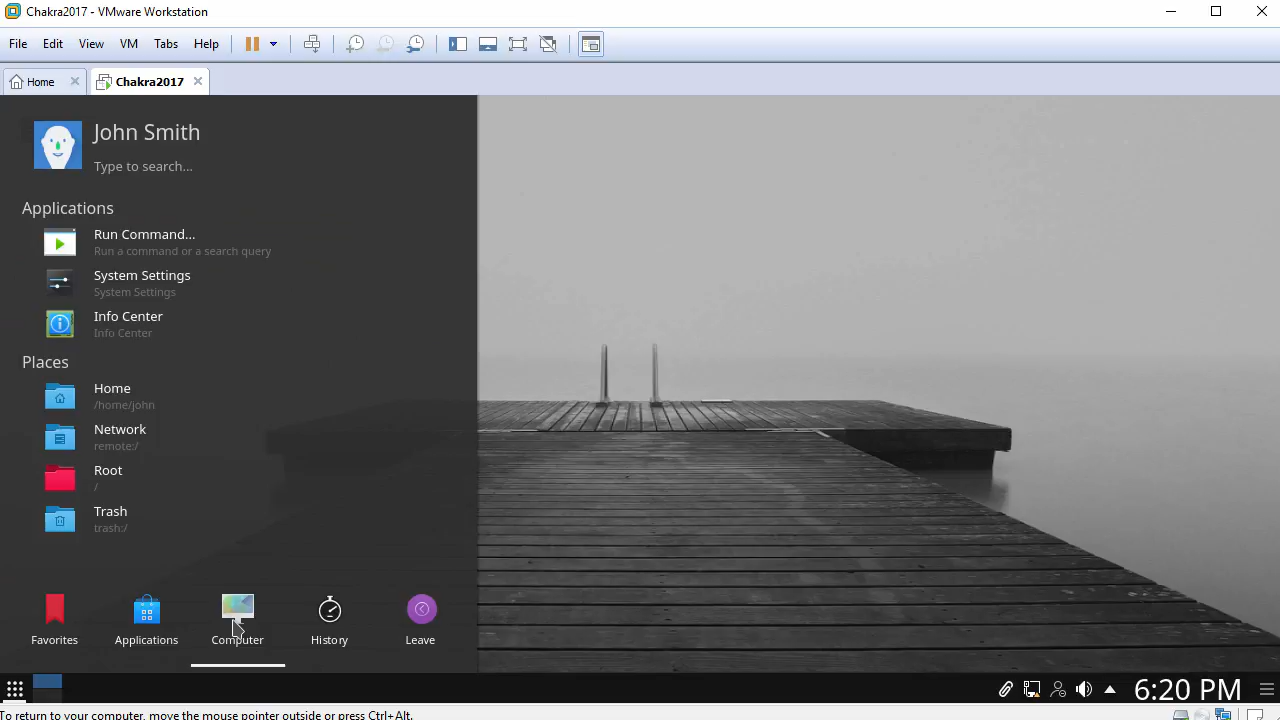 Chakra2017 - VMware Workstation
File Edit View VM Tabs Help
Home Chakra2017
John Smith
Type to search...
Applications
Run Command...
Run a command or a search query
System Settings
System Settings
Info Center
Info Center
Places
Home
/home/john
Network
remote:/
Root
/
Trash
trash:/
Favorites Applications Computer History Leave
6:20 PM
To return to your computer, move the mouse pointer outside or press Ctrl+Alt.